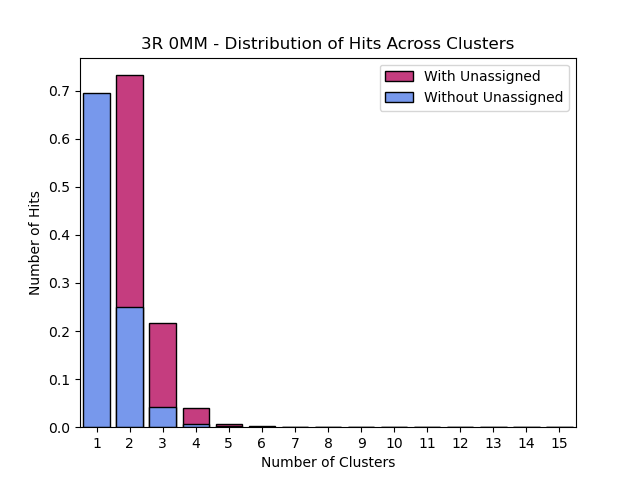 3R 0MM - Distribution of Hits Across Clusters
With Unassigned
Without Unassigned
Number of Hits
0.7
0.6
0.5
0.4
0.3
0.2
0.1
0.0
1 2 3 4 5 6 7 8 9 10 11 12 13 14 15
Number of Clusters